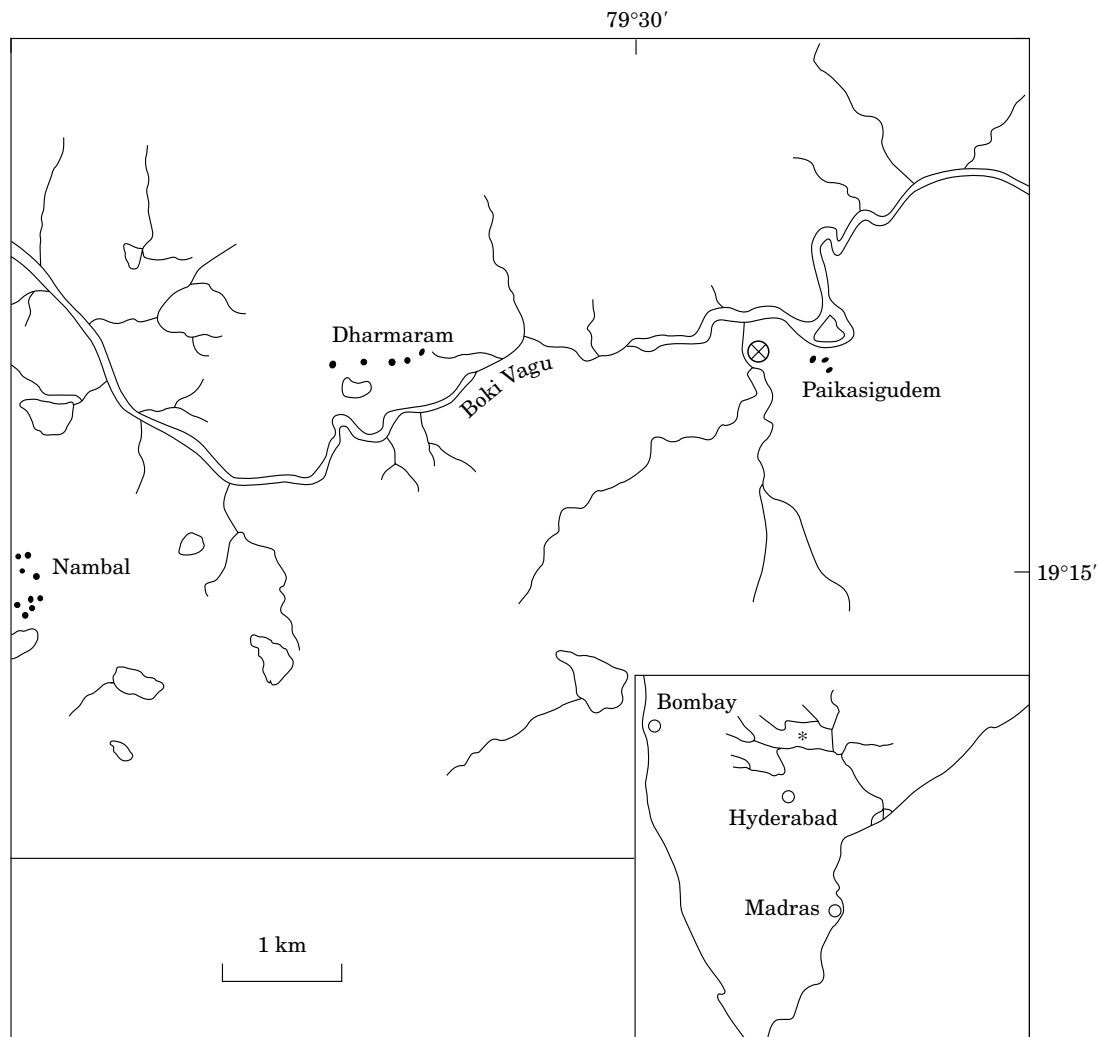 79°30′
Dharmaram
Boki Vagu
Paikasigudem
Nambal
19°15′
Bombay
*
Hyderabad
Madras
1 km